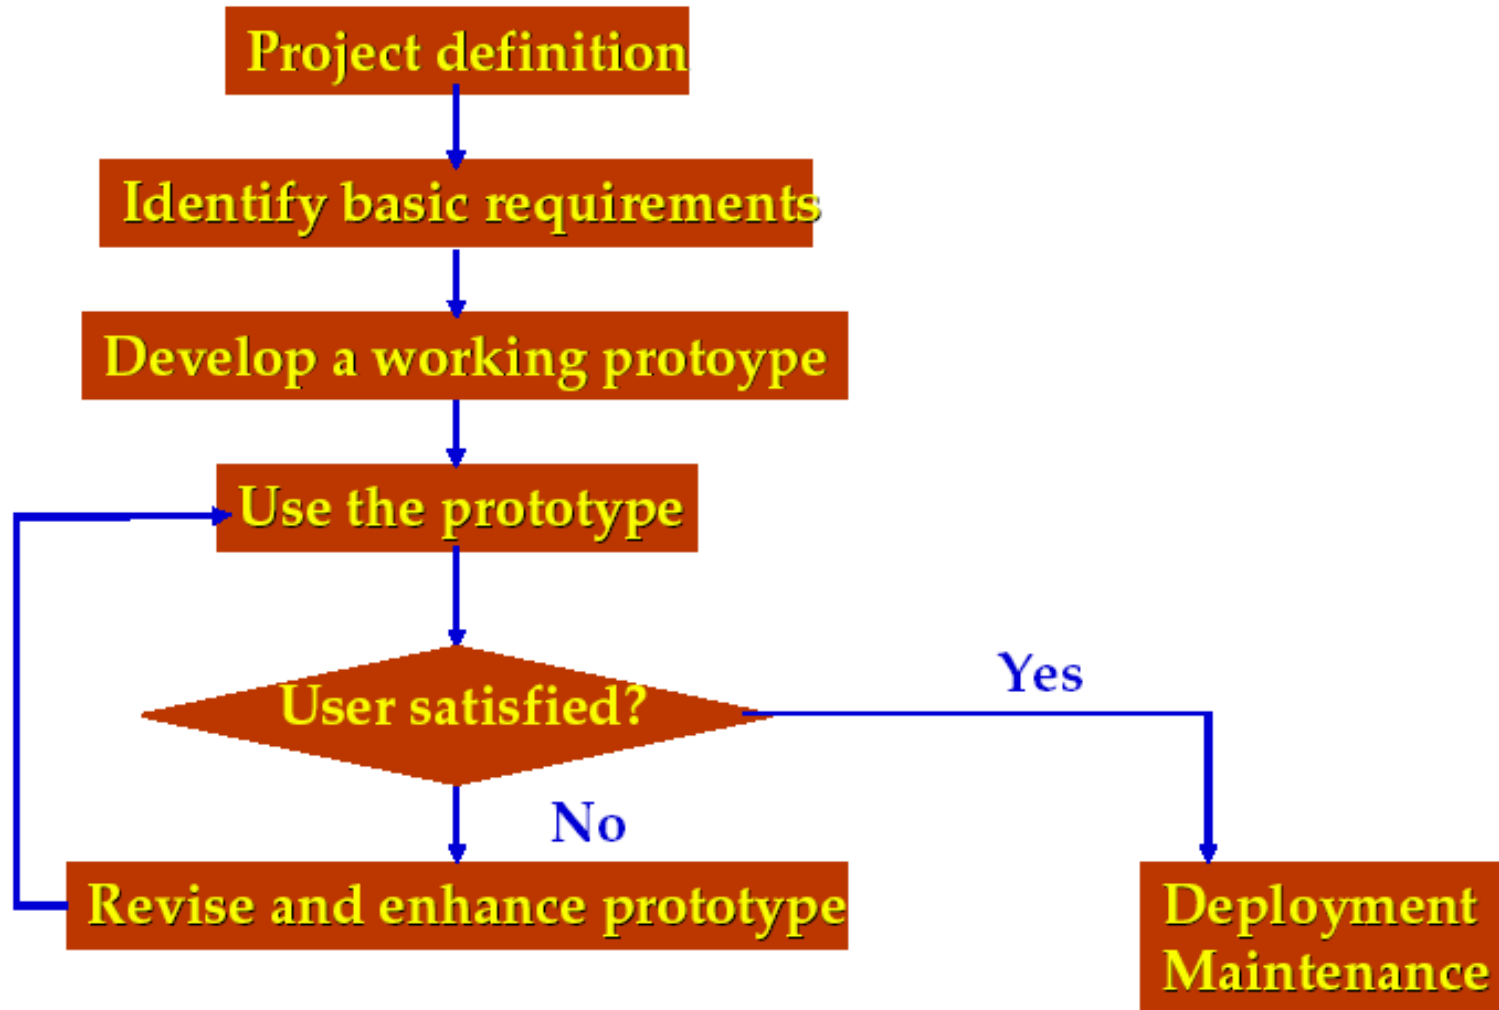 Project definition
Identify basic requirements
Develop a working protoype
Use the prototype
User satisfied?
Yes
No
Revise and enhance prototype
Deployment
Maintenance